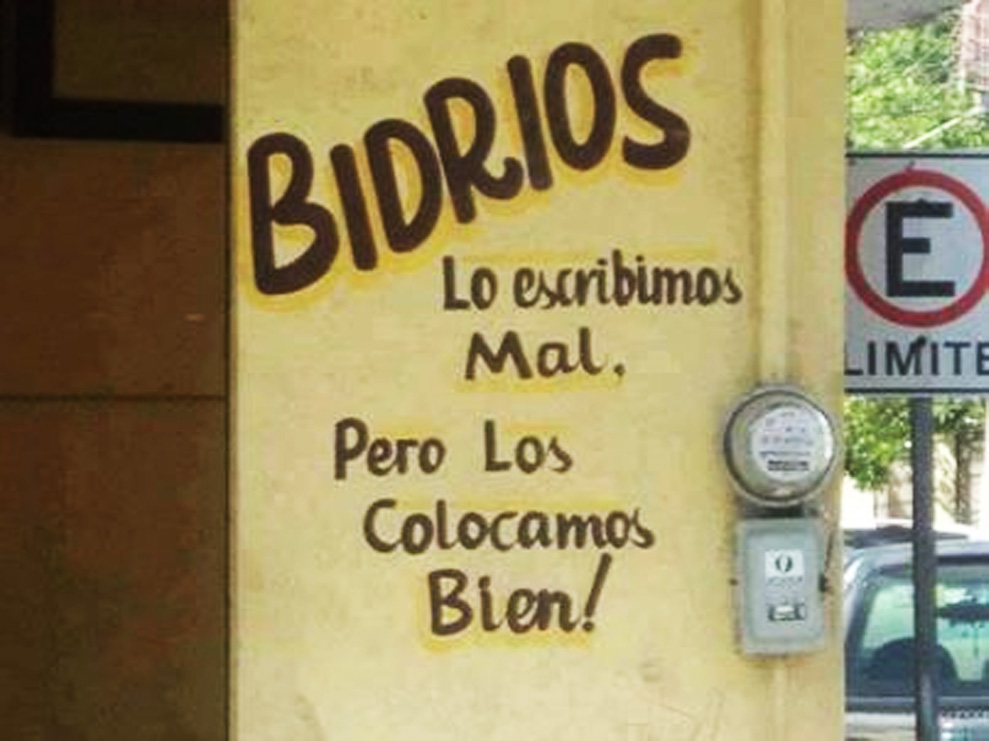 BIDRIOS
Lo escribimos
Mal.
Pero Los
Colocamos
Bien!
E
LIMITE